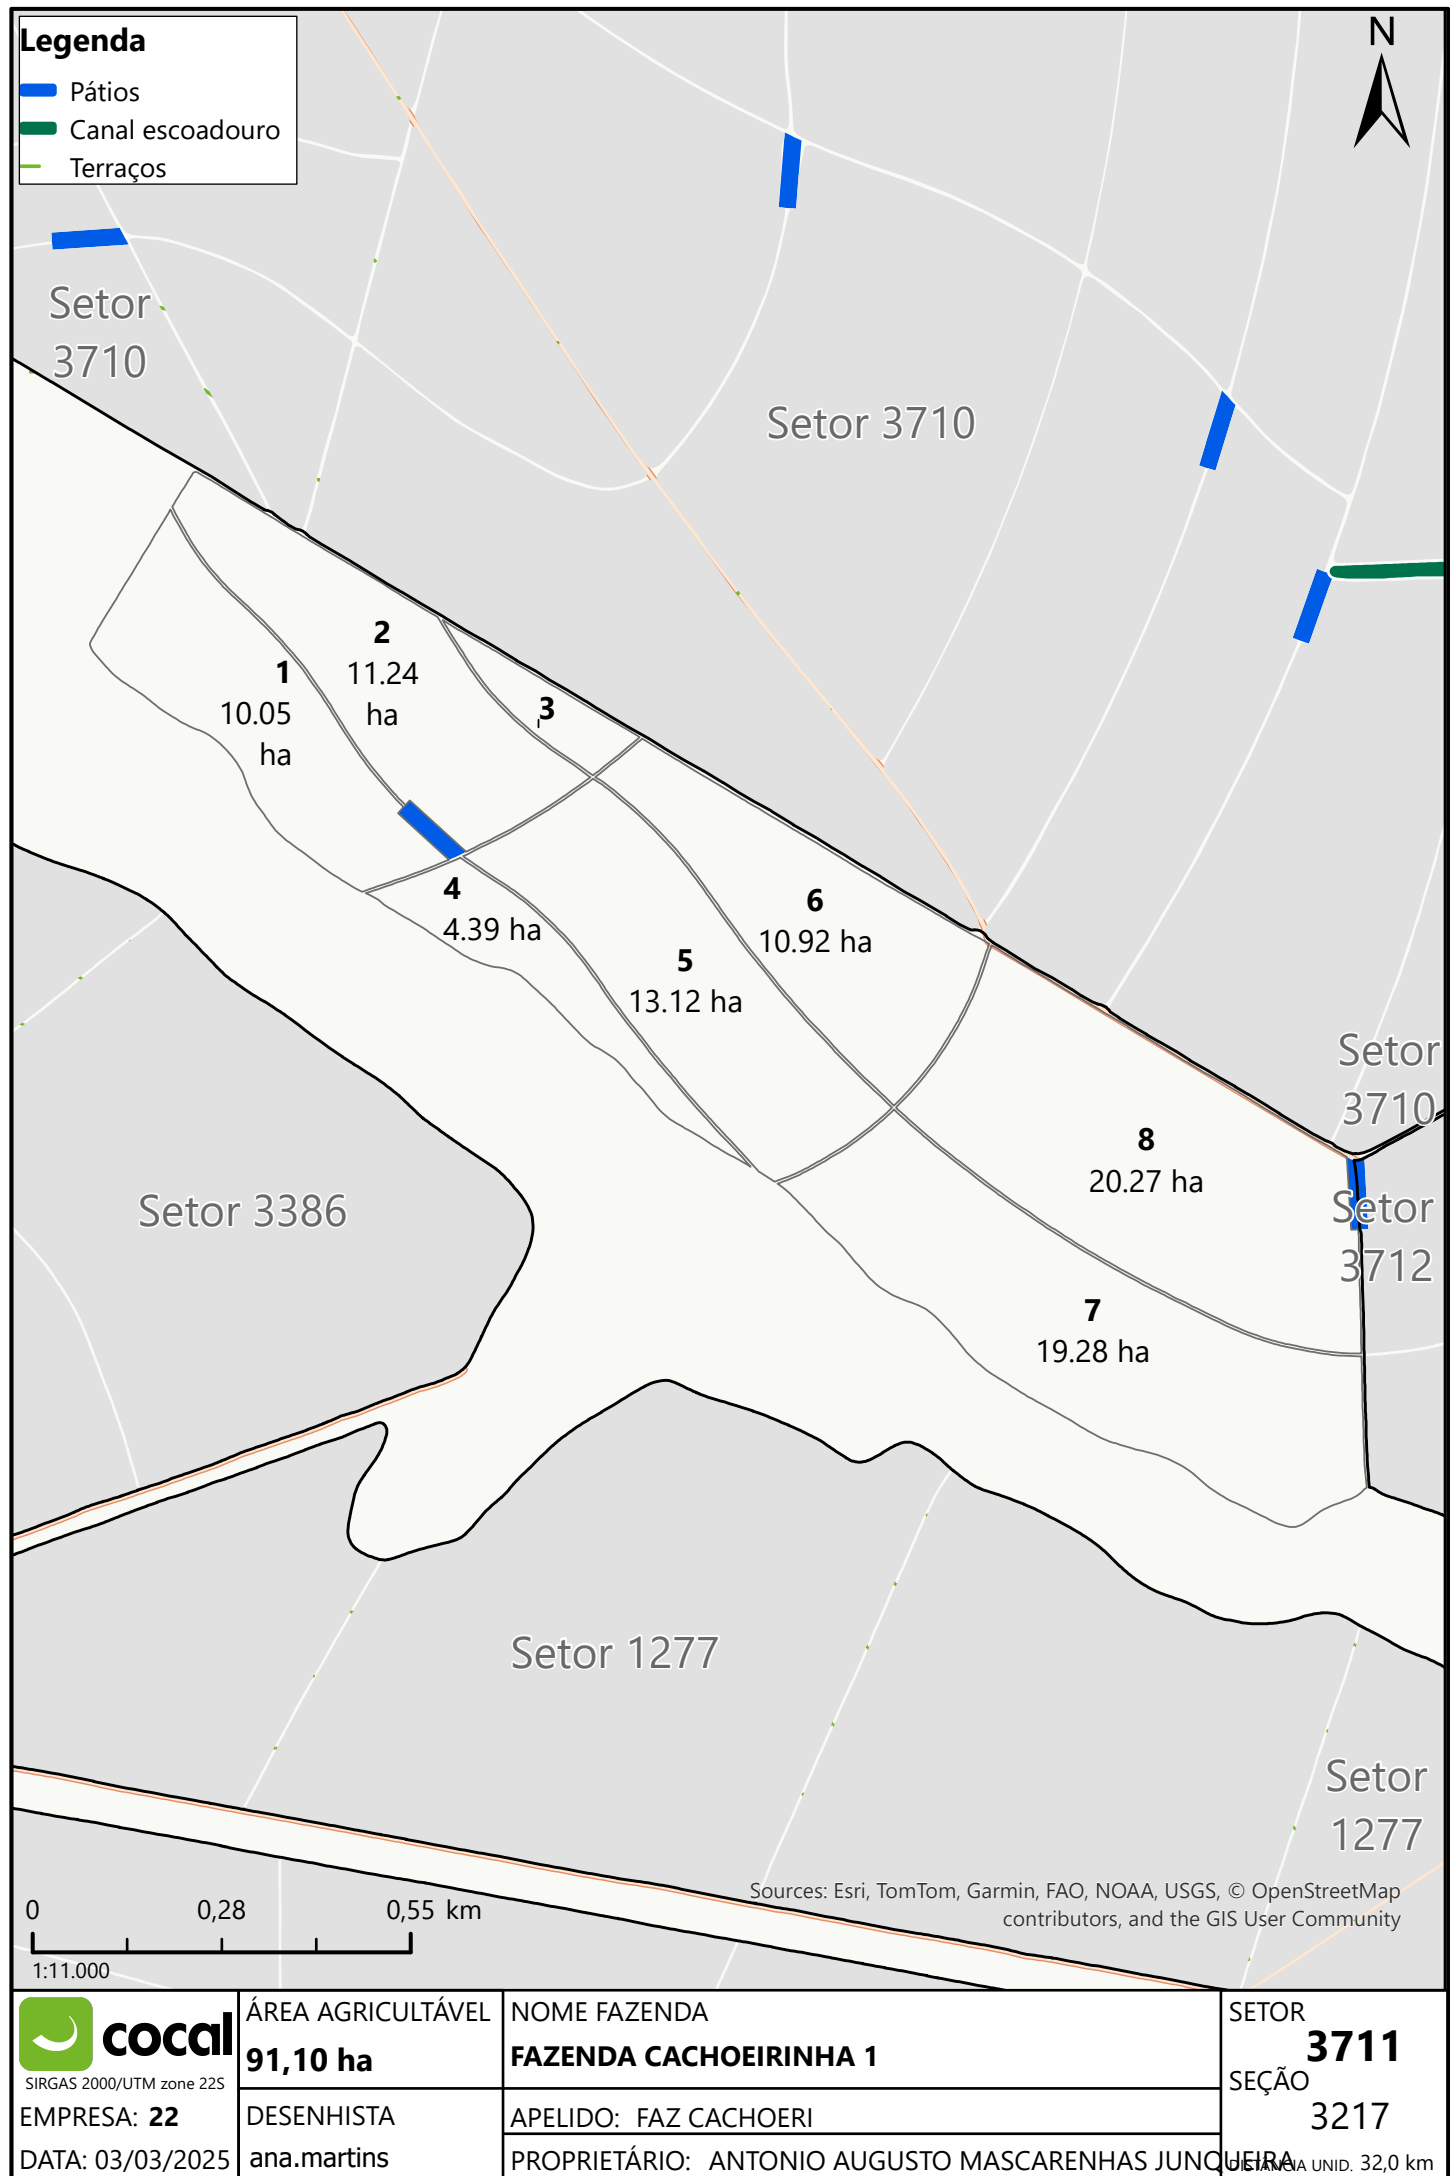 Legenda
Pátios
Canal escoadouro
Terraços
N
Setor
3710
Setor 3710
2
11.24
ha
1
10.05
ha
3
4
4.39 ha
6
10.92 ha
5
13.12 ha
Setor
3710
8
20.27 ha
Setor
3712
Setor 3386
7
19.28 ha
Setor 1277
Setor
1277
Sources: Esri, TomTom, Garmin, FAO, NOAA, USGS, © OpenStreetMap
contributors, and the GIS User Community
0 0,28 0,55 km
1:11.000
cocal
SIRGAS 2000/UTM zone 22S
EMPRESA: 22
DATA: 03/03/2025
ÁREA AGRICULTÁVEL
91,10 ha
DESENHISTA
ana.martins
NOME FAZENDA
FAZENDA CACHOEIRINHA 1
APELIDO: FAZ CACHOERI
PROPRIETÁRIO: ANTONIO AUGUSTO MASCARENHAS JUNQUEIRA
SETOR
3711
SEÇÃO
3217
DISTÂNCIA UNID. 32,0 km